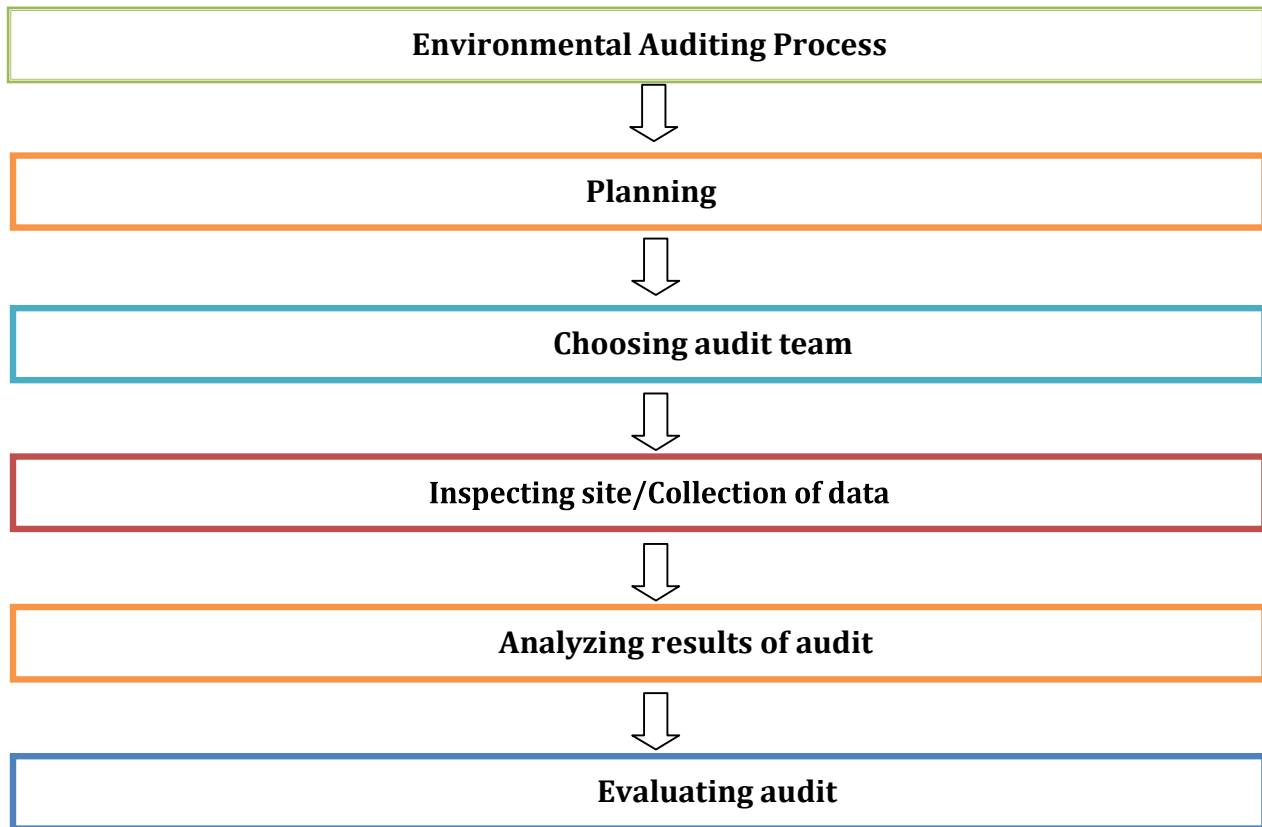 Environmental Auditing Process
Planning
Choosing audit team
Inspecting site/Collection of data
Analyzing results of audit
Evaluating audit